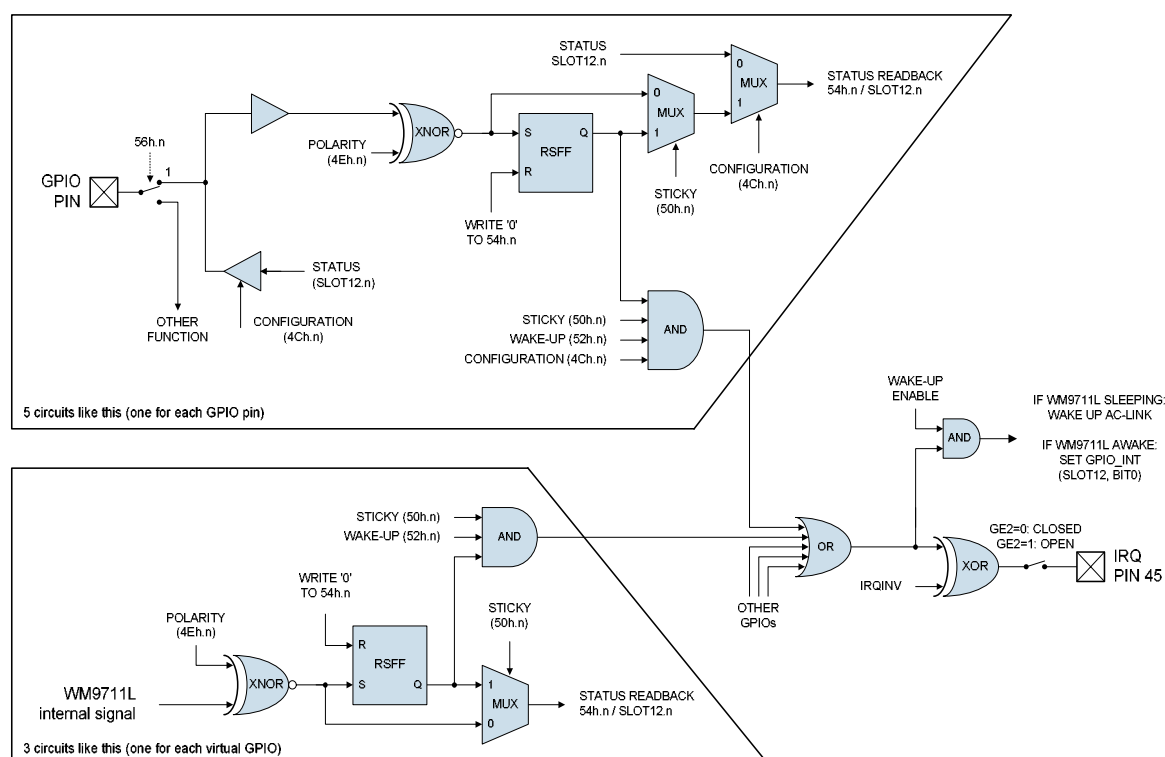 STATUS
SLOT12.n
0
MUX
1
STATUS READBACK
54h.n / SLOT12.n
0
MUX
1
56h.n
1
GPIO
PIN
XNOR
POLARITY
(4Eh.n)
S
Q
RSFF
R
CONFIGURATION
(4Ch.n)
STICKY
(50h.n)
WRITE '0'
TO 54h.n
STATUS
(SLOT12.n)
OTHER
FUNCTION
CONFIGURATION
(4Ch.n)
STICKY (50h.n)
WAKE-UP (52h.n)
CONFIGURATION (4Ch.n)
AND
5 circuits like this (one for each GPIO pin)
WAKE-UP
ENABLE
AND
IF WM9711L SLEEPING:
WAKE UP AC-LINK
IF WM9711L AWAKE:
SET GPIO_INT
(SLOT12, BIT0)
STICKY (50h.n)
WAKE-UP (52h.n)
AND
OR
GE2=0: CLOSED
GE2=1: OPEN
XOR
IRQ
PIN 45
IRQINV
OTHER
GPIOs
WRITE '0'
TO 54h.n
STICKY
(50h.n)
POLARITY
(4Eh.n)
R
RSFF
S
Q
XNOR
1
MUX
0
STATUS READBACK
54h.n / SLOT12.n
WM9711L
internal signal
3 circuits like this (one for each virtual GPIO)